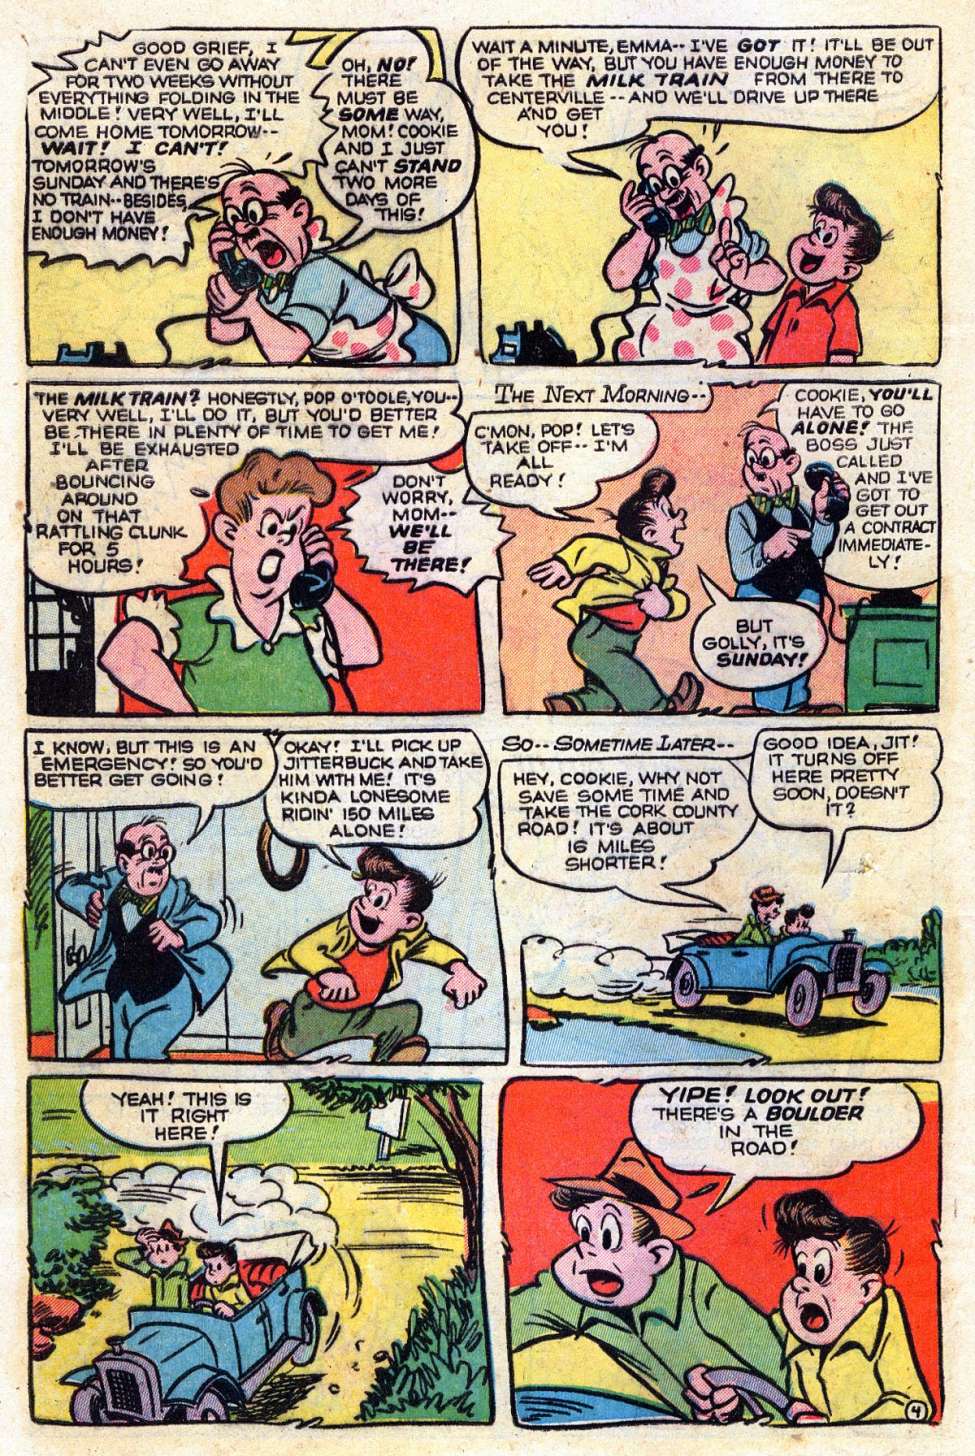 GOOD GRIEF, I
CAN'T EVEN GO AWAY
FOR TWO WEEKS WITHOUT
EVERYTHING FOLDING IN THE
MIDDLE! VERY WELL, I'LL
COME HOME TOMORROW--
WAIT! I CAN'T!
TOMORROW'S
SUNDAY AND THERE'S
NO TRAIN--BESIDES,
I DON'T HAVE
ENOUGH MONEY!
OH, NO!
THERE
MUST BE
SOME WAY,
MOM! COOKIE
AND I JUST
CAN'T STAND
TWO MORE
DAYS OF
THIS!
WAIT A MINUTE, EMMA--I'VE GOT IT! IT'LL BE OUT
OF THE WAY, BUT YOU HAVE ENOUGH MONEY TO
TAKE THE MILK TRAIN FROM THERE TO
CENTERVILLE--AND WE'LL DRIVE UP THERE
AND GET
YOU!
THE MILK TRAIN? HONESTLY, POP O'TOOLE, YOU--
VERY WELL, I'LL DO IT, BUT YOU'D BETTER
BE THERE IN PLENTY OF TIME TO GET ME!
I'LL BE EXHAUSTED
AFTER
BOUNCING
AROUND
ON THAT
RATTLING CLUNK
FOR 5
HOURS!
DON'T
WORRY,
MOM--
WE'LL
BE
THERE!
THE NEXT MORNING--
C'MON, POP! LET'S
TAKE OFF--I'M
ALL
READY!
COOKIE, YOU'LL
HAVE TO GO
ALONE! THE
BOSS JUST
CALLED
AND I'VE
GOT TO
GET OUT
A CONTRACT
IMMEDIATE-
LY!
BUT
GOLLY, IT'S
SUNDAY!
I KNOW, BUT THIS IS AN
EMERGENCY! SO YOU'D
BETTER GET GOING!
OKAY! I'LL PICK UP
JITTERBUCK AND TAKE
HIM WITH ME! IT'S
KINDA LONESOME
RIDIN' 150 MILES
ALONE!
SO-- SOMETIME LATER--
HEY, COOKIE, WHY NOT
SAVE SOME TIME AND
TAKE THE CORK COUNTY
ROAD! IT'S ABOUT
16 MILES
SHORTER!
GOOD IDEA, JIT!
IT TURNS OFF
HERE PRETTY
SOON, DOESN'T
IT?
YEAH! THIS IS
IT RIGHT
HERE!
YIPE! LOOK OUT!
THERE'S A BOULDER
IN THE
ROAD!
4